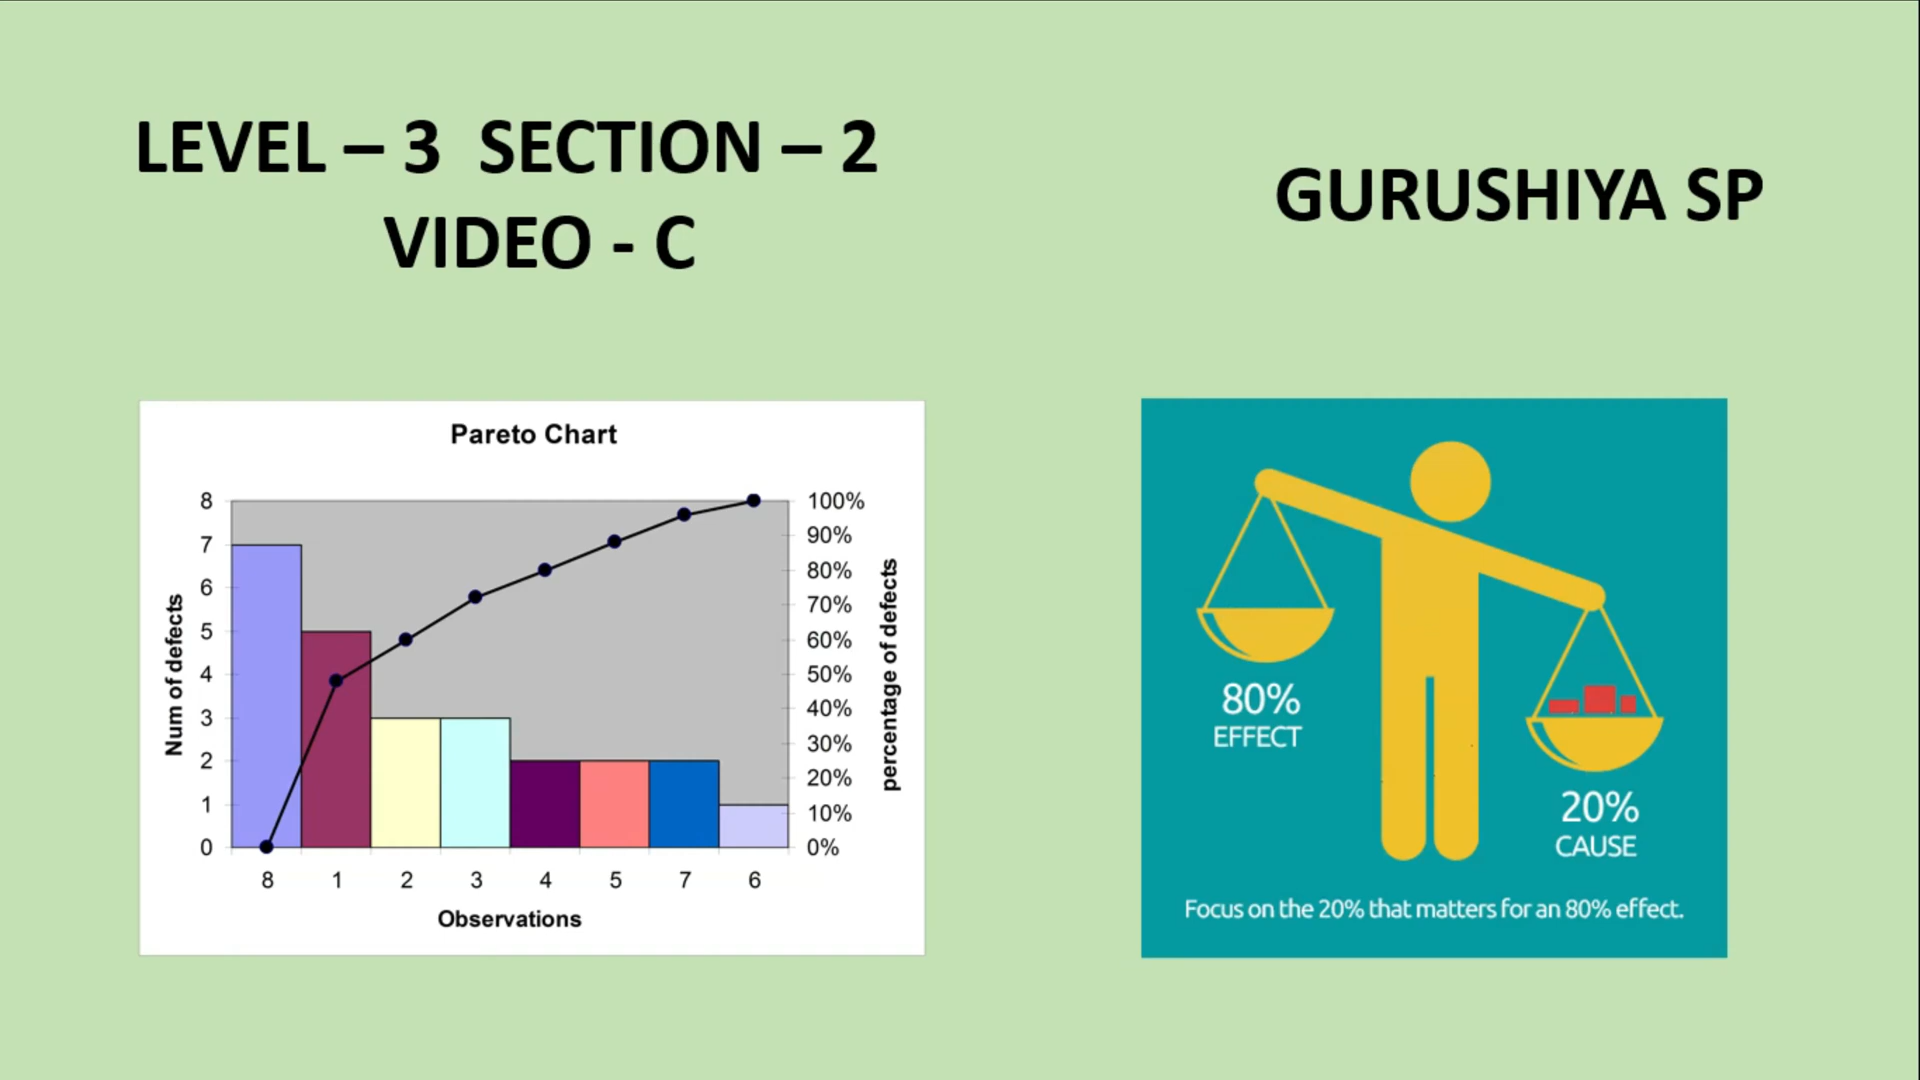 LEVEL – 3 SECTION – 2
VIDEO - C
GURUSHIYA SP
Pareto Chart
8
7
6
5
4
3
2
1
0
Num of defects
100%
90%
80%
70%
60%
50%
40%
30%
20%
10%
0%
percentage of defects
8 1 2 3 4 5 7 6
Observations
80%
EFFECT
20%
CAUSE
Focus on the 20% that matters for an 80% effect.